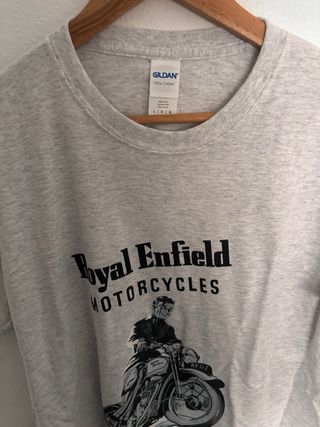 GILDAN
Ultra Cotton
L G G
Royal Enfield
MOTORCYCLES